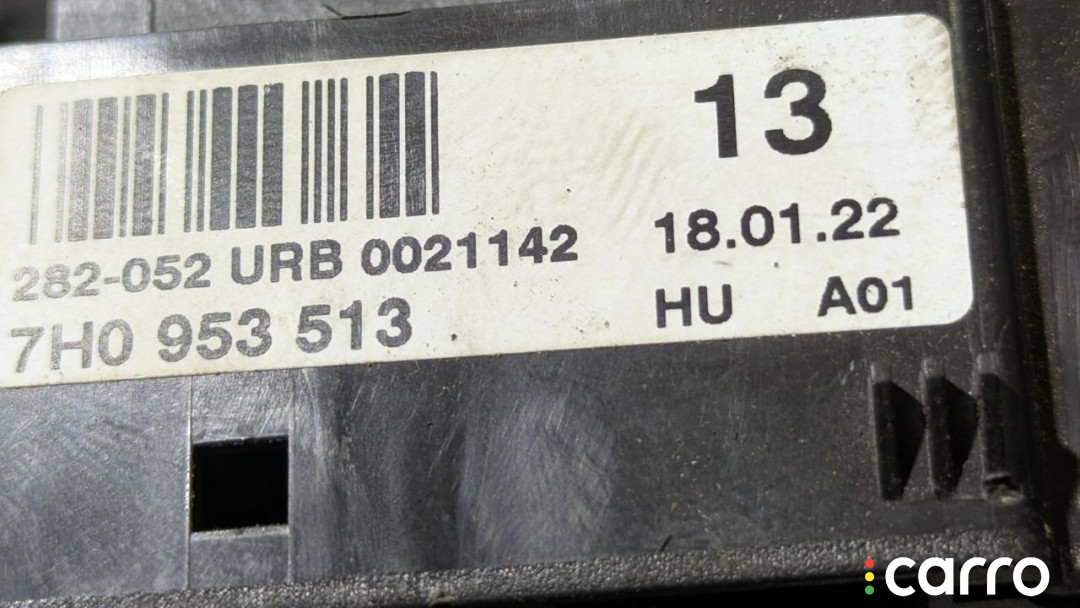 13
282-052 URB 0021142
18.01.22
7H0 953 513
HU A01
carro